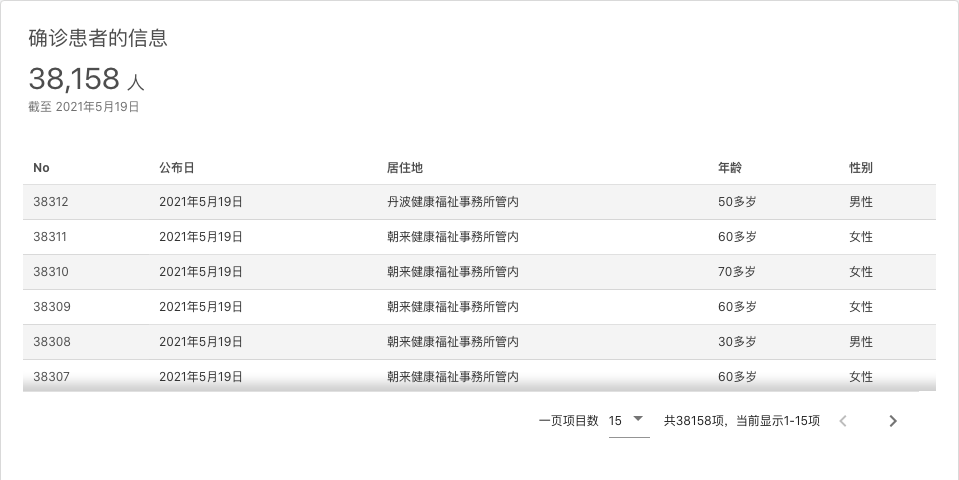 确诊患者的信息
38,158 人
截至 2021年5月19日
No 公布日 居住地 年龄 性别
38312 2021年5月19日 丹波健康福祉事務所管内 50多岁 男性
38311 2021年5月19日 朝来健康福祉事務所管内 60多岁 女性
38310 2021年5月19日 朝来健康福祉事務所管内 70多岁 女性
38309 2021年5月19日 朝来健康福祉事務所管内 60多岁 女性
38308 2021年5月19日 朝来健康福祉事務所管内 30多岁 男性
38307 2021年5月19日 朝来健康福祉事務所管内 60多岁 女性
一页项目数 15 共38158项，当前显示1-15项